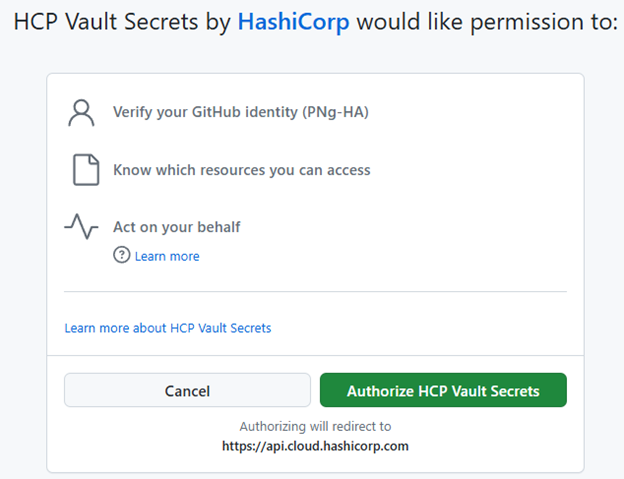 HCP Vault Secrets by HashiCorp would like permission to:
Verify your GitHub identity (PNg-HA)
Know which resources you can access
Act on your behalf
? Learn more
Learn more about HCP Vault Secrets
Cancel
Authorize HCP Vault Secrets
Authorizing will redirect to
https://api.cloud.hashicorp.com